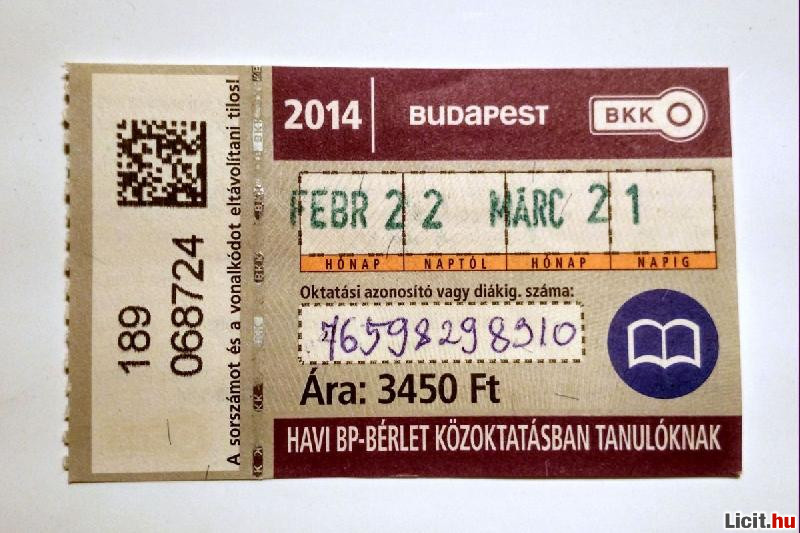 189
068724
A sorszámot és a vonalkódot eltávolítani tilos!
2014 BUDAPEST BKK
FEBR 22 MÁRC 21
HÓNAP NAPTÓL HÓNAP NAPIG
Oktatási azonosító vagy diákig. száma:
76598298910
Ára: 3450 Ft
HAVI BP-BÉRLET KÖZOKTATÁSBAN TANULÓKNAK
Licit.hu